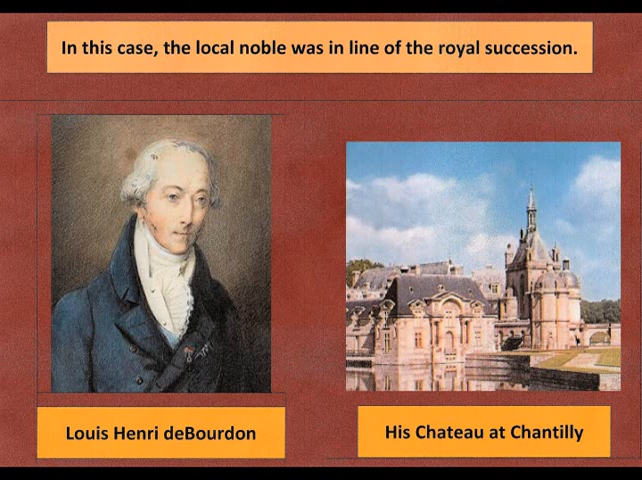 In this case, the local noble was in line of the royal succession.
Louis Henri deBourdon
His Chateau at Chantilly